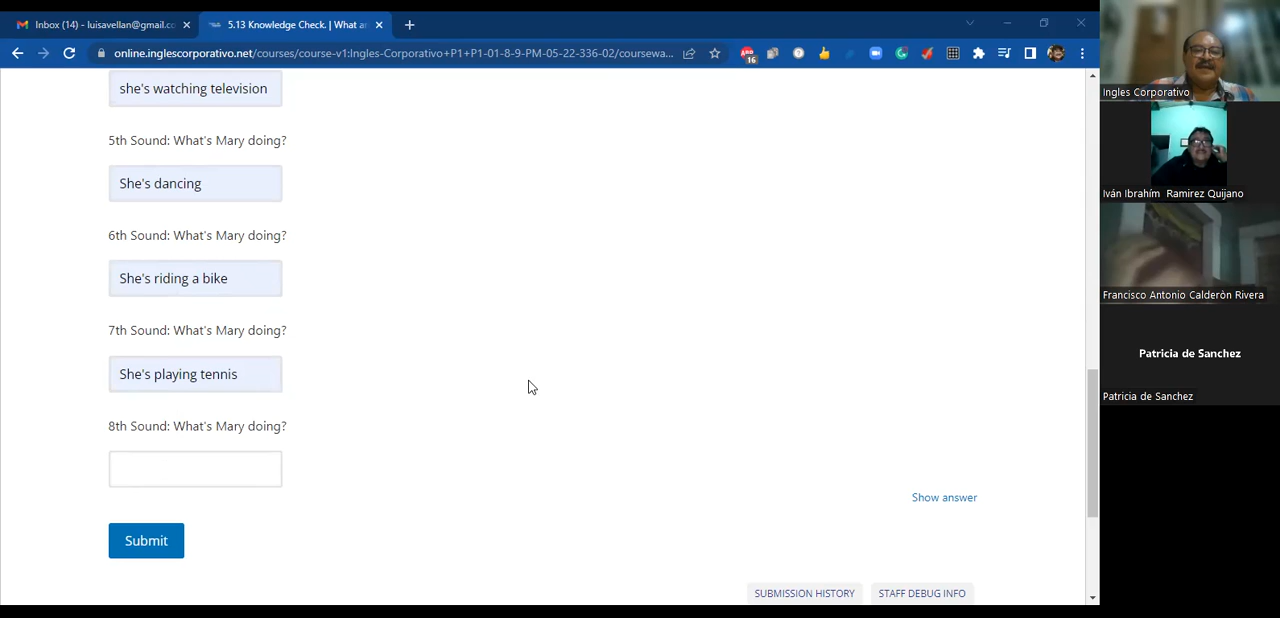 Inbox (14) - luisavellan@gmail.co
5.13 Knowledge Check. | What ar
online.inglescorporativo.net/courses/course-v1:Ingles-Corporativo+P1+P1-01-8-9-PM-05-22-336-02/coursewa...
16
she's watching television
5th Sound: What's Mary doing?
She's dancing
6th Sound: What's Mary doing?
She's riding a bike
7th Sound: What's Mary doing?
She's playing tennis
8th Sound: What's Mary doing?
Show answer
Submit
SUBMISSION HISTORY
STAFF DEBUG INFO
Ingles Corporativo
Iván Ibrahím Ramirez Quijano
Francisco Antonio Calderòn Rivera
Patricia de Sanchez
Patricia de Sanchez